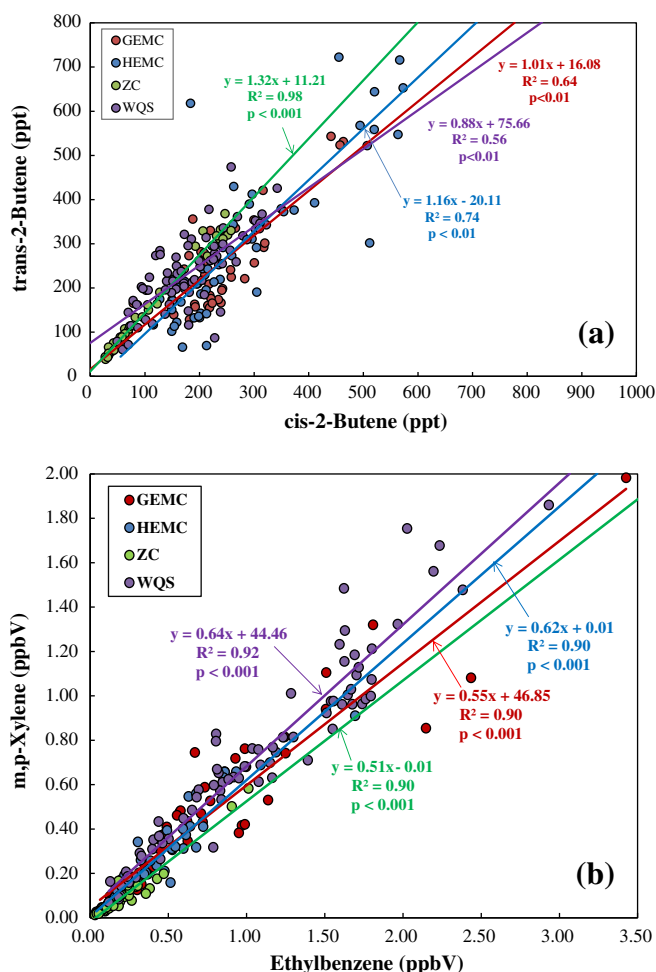 (a)
800
700
600
500
400
300
200
100
0
trans-2-Butene (ppt)
GEMC
HEMC
ZC
WQS
y = 1.32x + 11.21
R² = 0.98
p < 0.001
y = 1.01x + 16.08
R² = 0.64
p<0.01
y = 0.88x + 75.66
R² = 0.56
p<0.01
y = 1.16x - 20.11
R² = 0.74
p < 0.01
0 100 200 300 400 500 600 700 800 900 1000
cis-2-Butene (ppt)
2.00
1.80
1.60
1.40
1.20
1.00
0.80
0.60
0.40
0.20
0.00
m,p-Xylene (ppbV)
GEMC
HEMC
ZC
WQS
y = 0.64x + 44.46
R² = 0.92
p < 0.001
y = 0.62x + 0.01
R² = 0.90
p < 0.001
y = 0.55x + 46.85
R² = 0.90
p < 0.001
y = 0.51x - 0.01
R² = 0.90
p < 0.001
(b)
0.00 0.50 1.00 1.50 2.00 2.50 3.00 3.50
Ethylbenzene (ppbV)